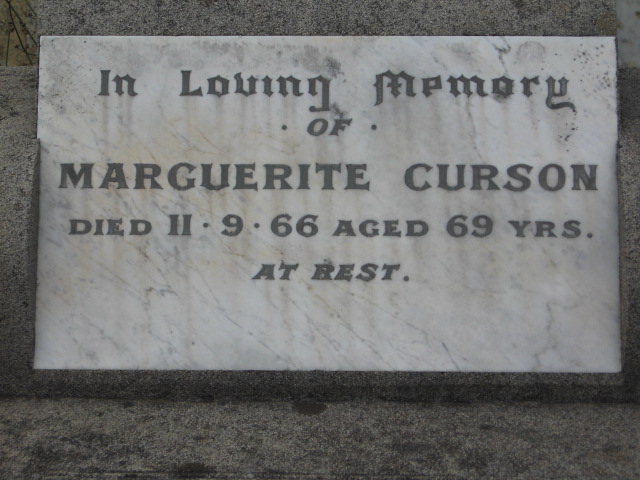 In Loving Memory
· OF ·
MARGUERITE CURSON
DIED 11·9·66 AGED 69 YRS.
AT REST.